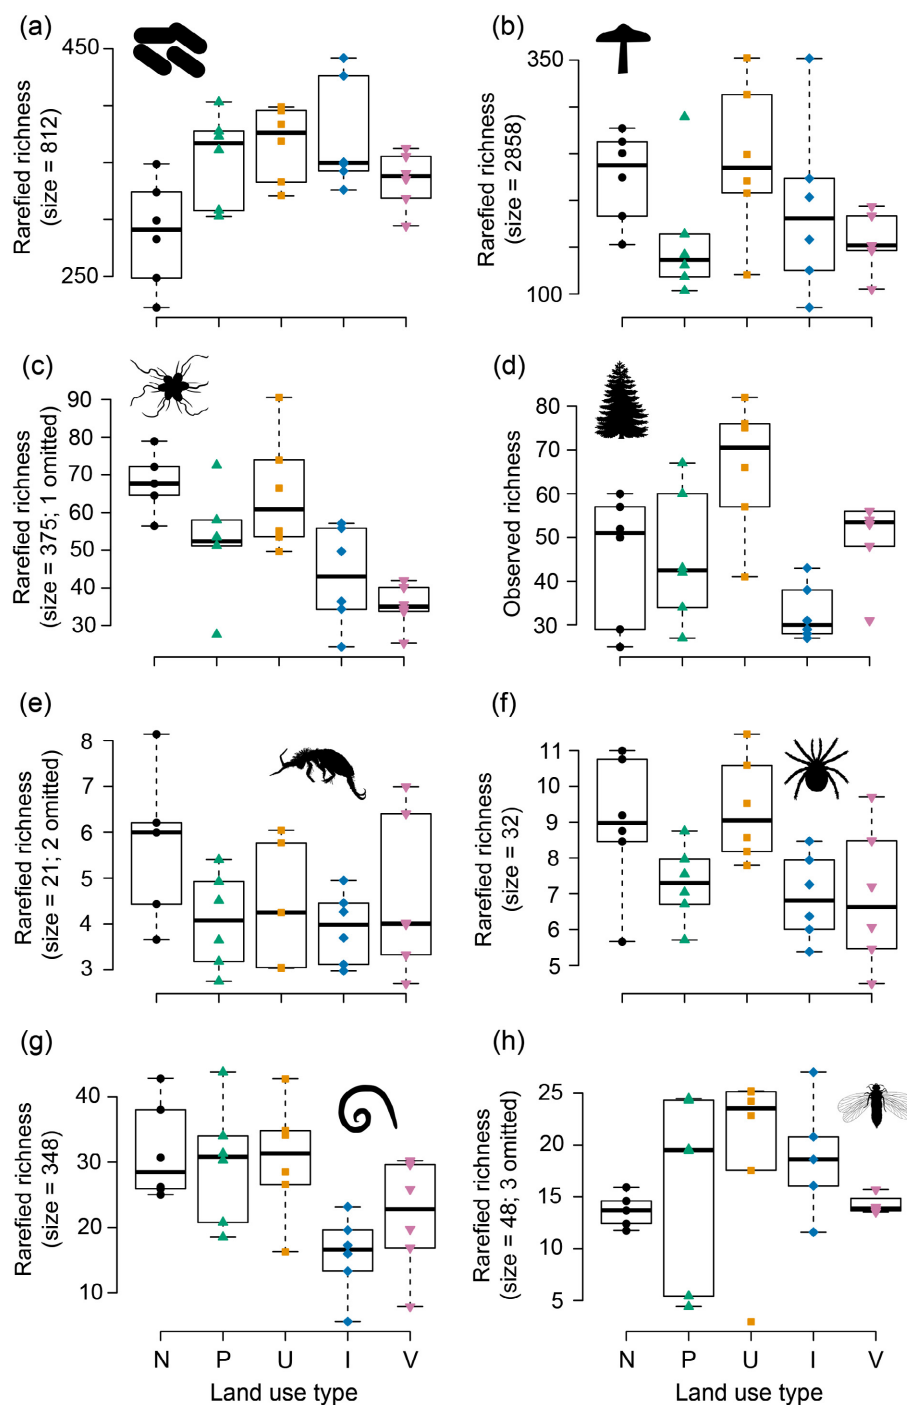 (a)
Rarefied richness
(size = 812)
450
250
(b)
Rarefied richness
(size = 2858)
350
100
(c)
Rarefied richness
(size = 375; 1 omitted)
90
80
70
60
50
40
30
(d)
Observed richness
80
70
60
50
40
30
(e)
Rarefied richness
(size = 21; 2 omitted)
8
7
6
5
4
3
(f)
Rarefied richness
(size = 32)
11
10
9
8
7
6
5
(g)
Rarefied richness
(size = 348)
40
30
20
10
N P U I V
Land use type
(h)
Rarefied richness
(size = 48; 3 omitted)
25
20
15
10
5
N P U I V
Land use type